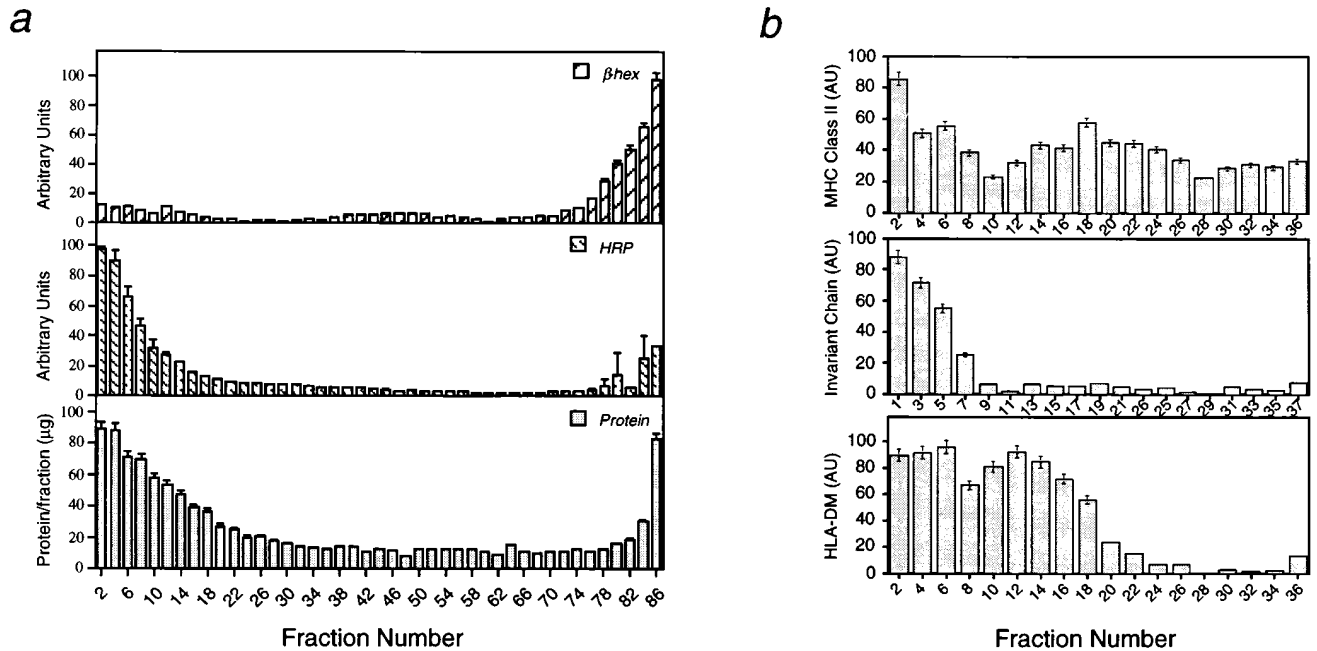 a
100
80
60
40
20
0
Arbitrary Units
βhex
100
80
60
40
20
0
Arbitrary Units
HRP
100
80
60
40
20
0
Protein/fraction (µg)
Protein
2 6 10 14 18 22 26 30 34 38 42 46 50 54 58 62 66 70 74 78 82 86
Fraction Number
b
100
80
60
40
20
0
MHC Class II (AU)
2 4 6 8 10 12 14 16 18 20 22 24 26 28 30 32 34 36
100
80
60
40
20
0
Invariant Chain (AU)
1 3 5 7 9 11 13 15 17 19 21 26 25 27 29 31 33 35 37
100
80
60
40
20
0
HLA-DM (AU)
2 4 6 8 10 12 14 16 18 20 22 24 26 28 30 32 34 36
Fraction Number